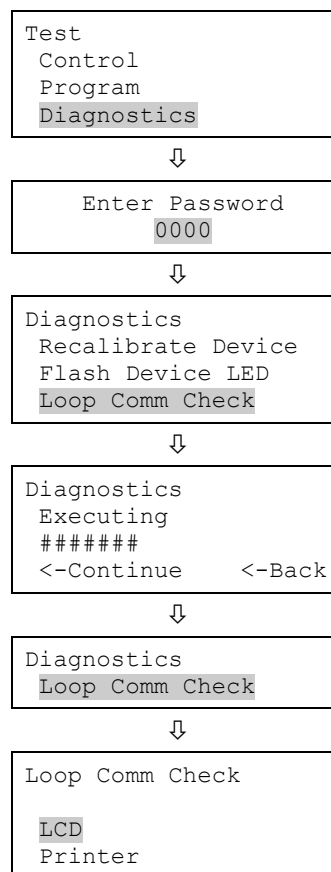 Test
Control
Program
Diagnostics
⇩
Enter Password
0000
⇩
Diagnostics
Recalibrate Device
Flash Device LED
Loop Comm Check
⇩
Diagnostics
Executing
#######
<-Continue <-Back
⇩
Diagnostics
Loop Comm Check
⇩
Loop Comm Check
LCD
Printer